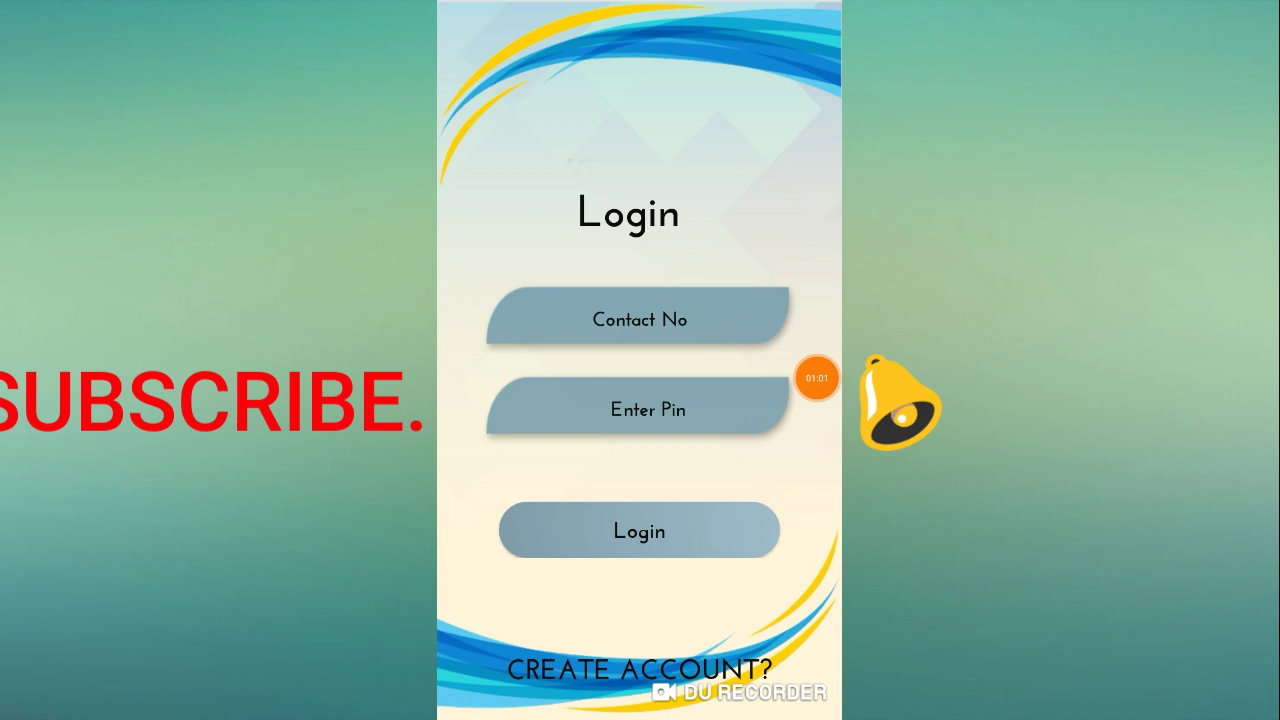 Login
Contact No
Enter Pin
01:01
SUBSCRIBE.
Login
CREATE ACCOUNT?
DU RECORDER